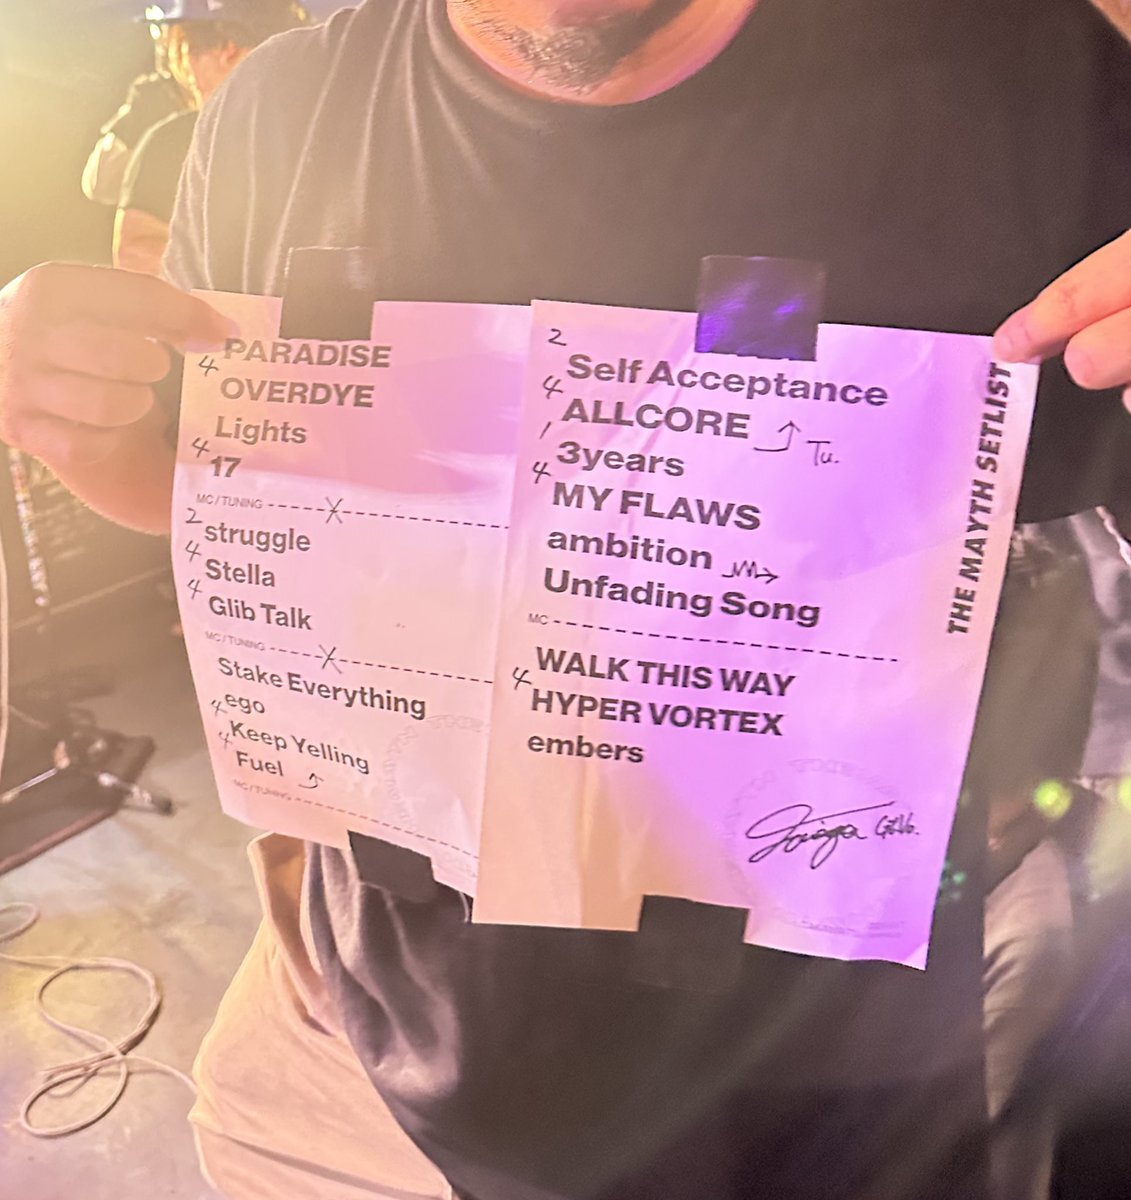 PARADISE
4 OVERDYE
Lights
4 17
MC/TUNING
2 struggle
4 Stella
4 Glib Talk
MC/TUNING
Stake Everything
4 ego
4 Keep Yelling
Fuel
MC/TUNING
2 Self Acceptance
4 ALLCORE Tu.
1 3years
4 MY FLAWS
ambition
Unfading Song
MC
WALK THIS WAY
4 HYPER VORTEX
embers
THE MAYTH SETLIST